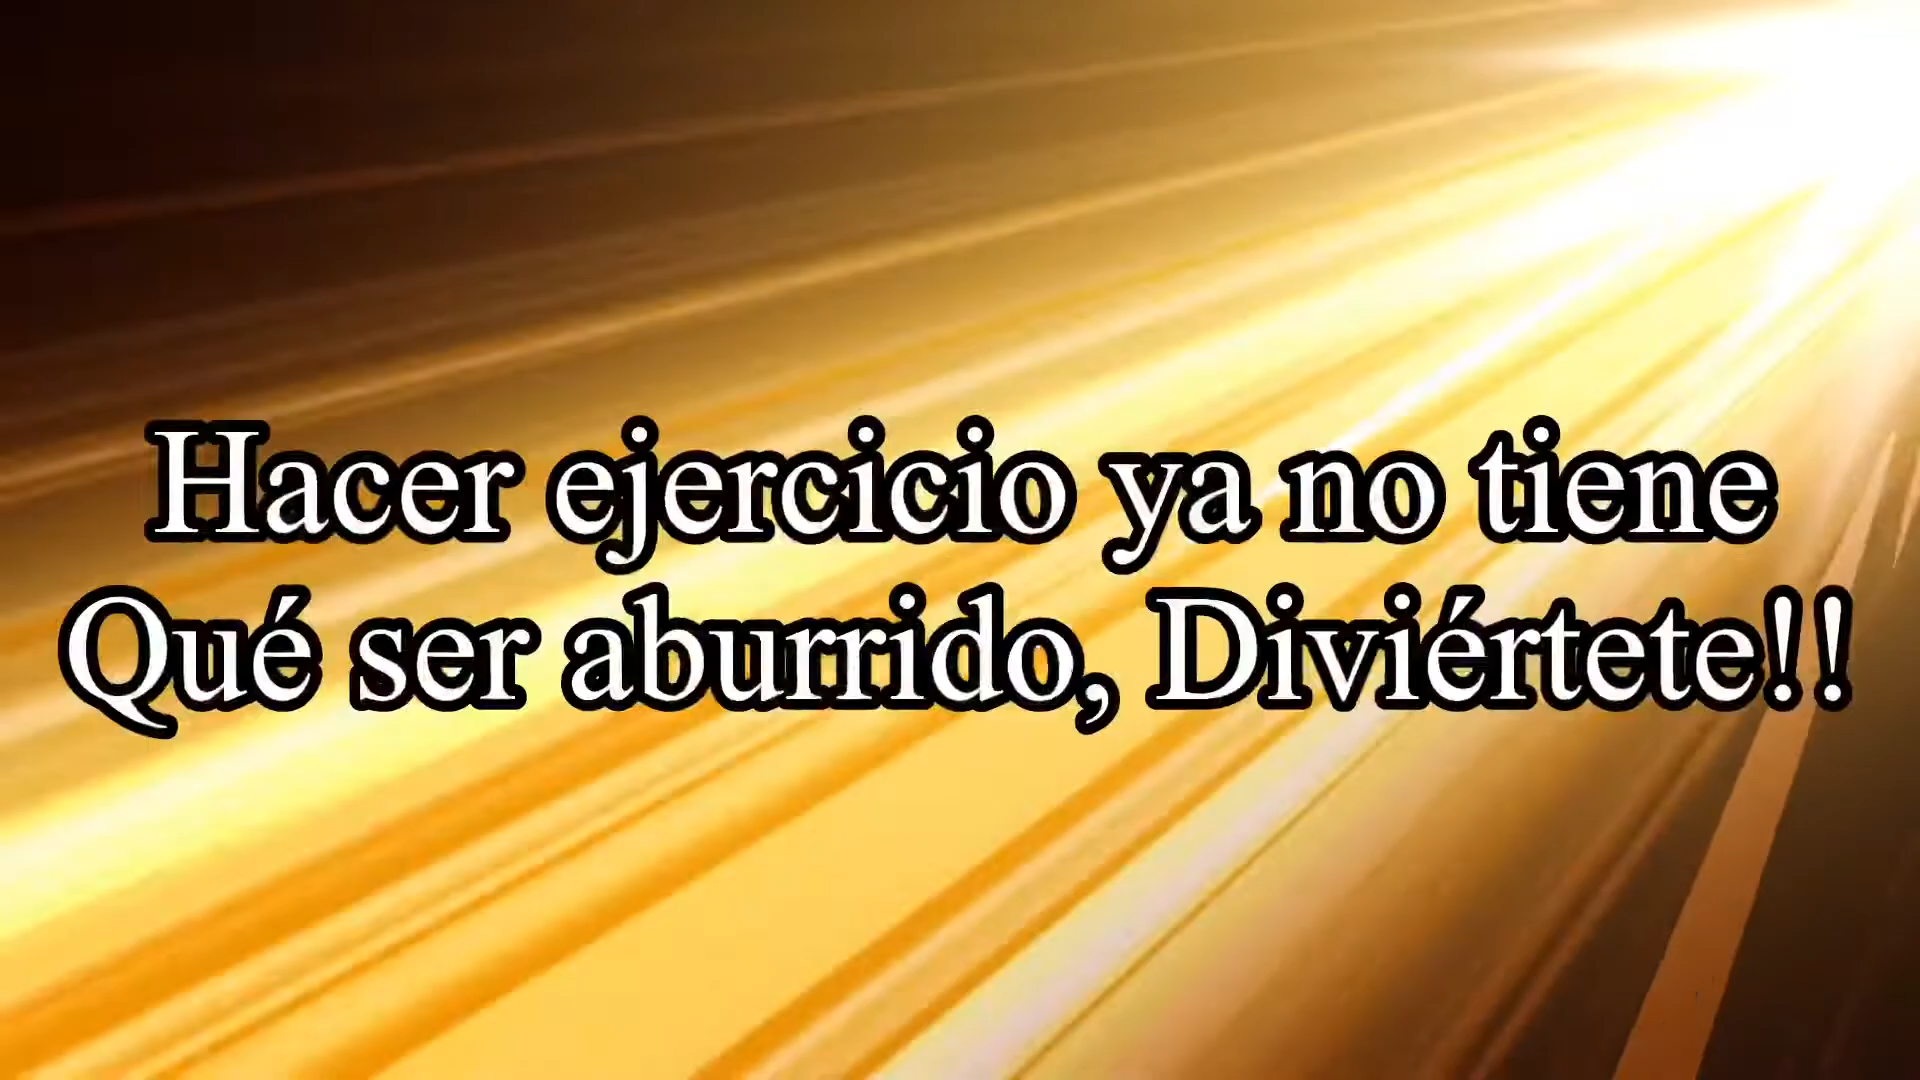 Hacer ejercicio ya no tiene
Qué ser aburrido, Diviértete!!